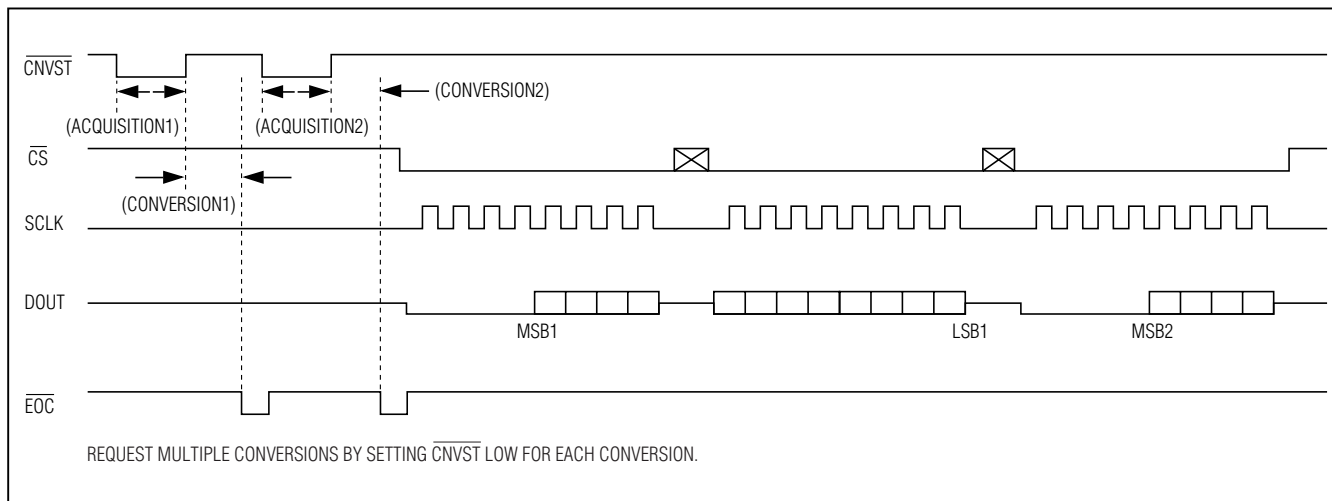 CNVST
(CONVERSION2)
(ACQUISITION1)
(ACQUISITION2)
CS
(CONVERSION1)
SCLK
DOUT
MSB1
LSB1
MSB2
EOC
REQUEST MULTIPLE CONVERSIONS BY SETTING CNVST LOW FOR EACH CONVERSION.